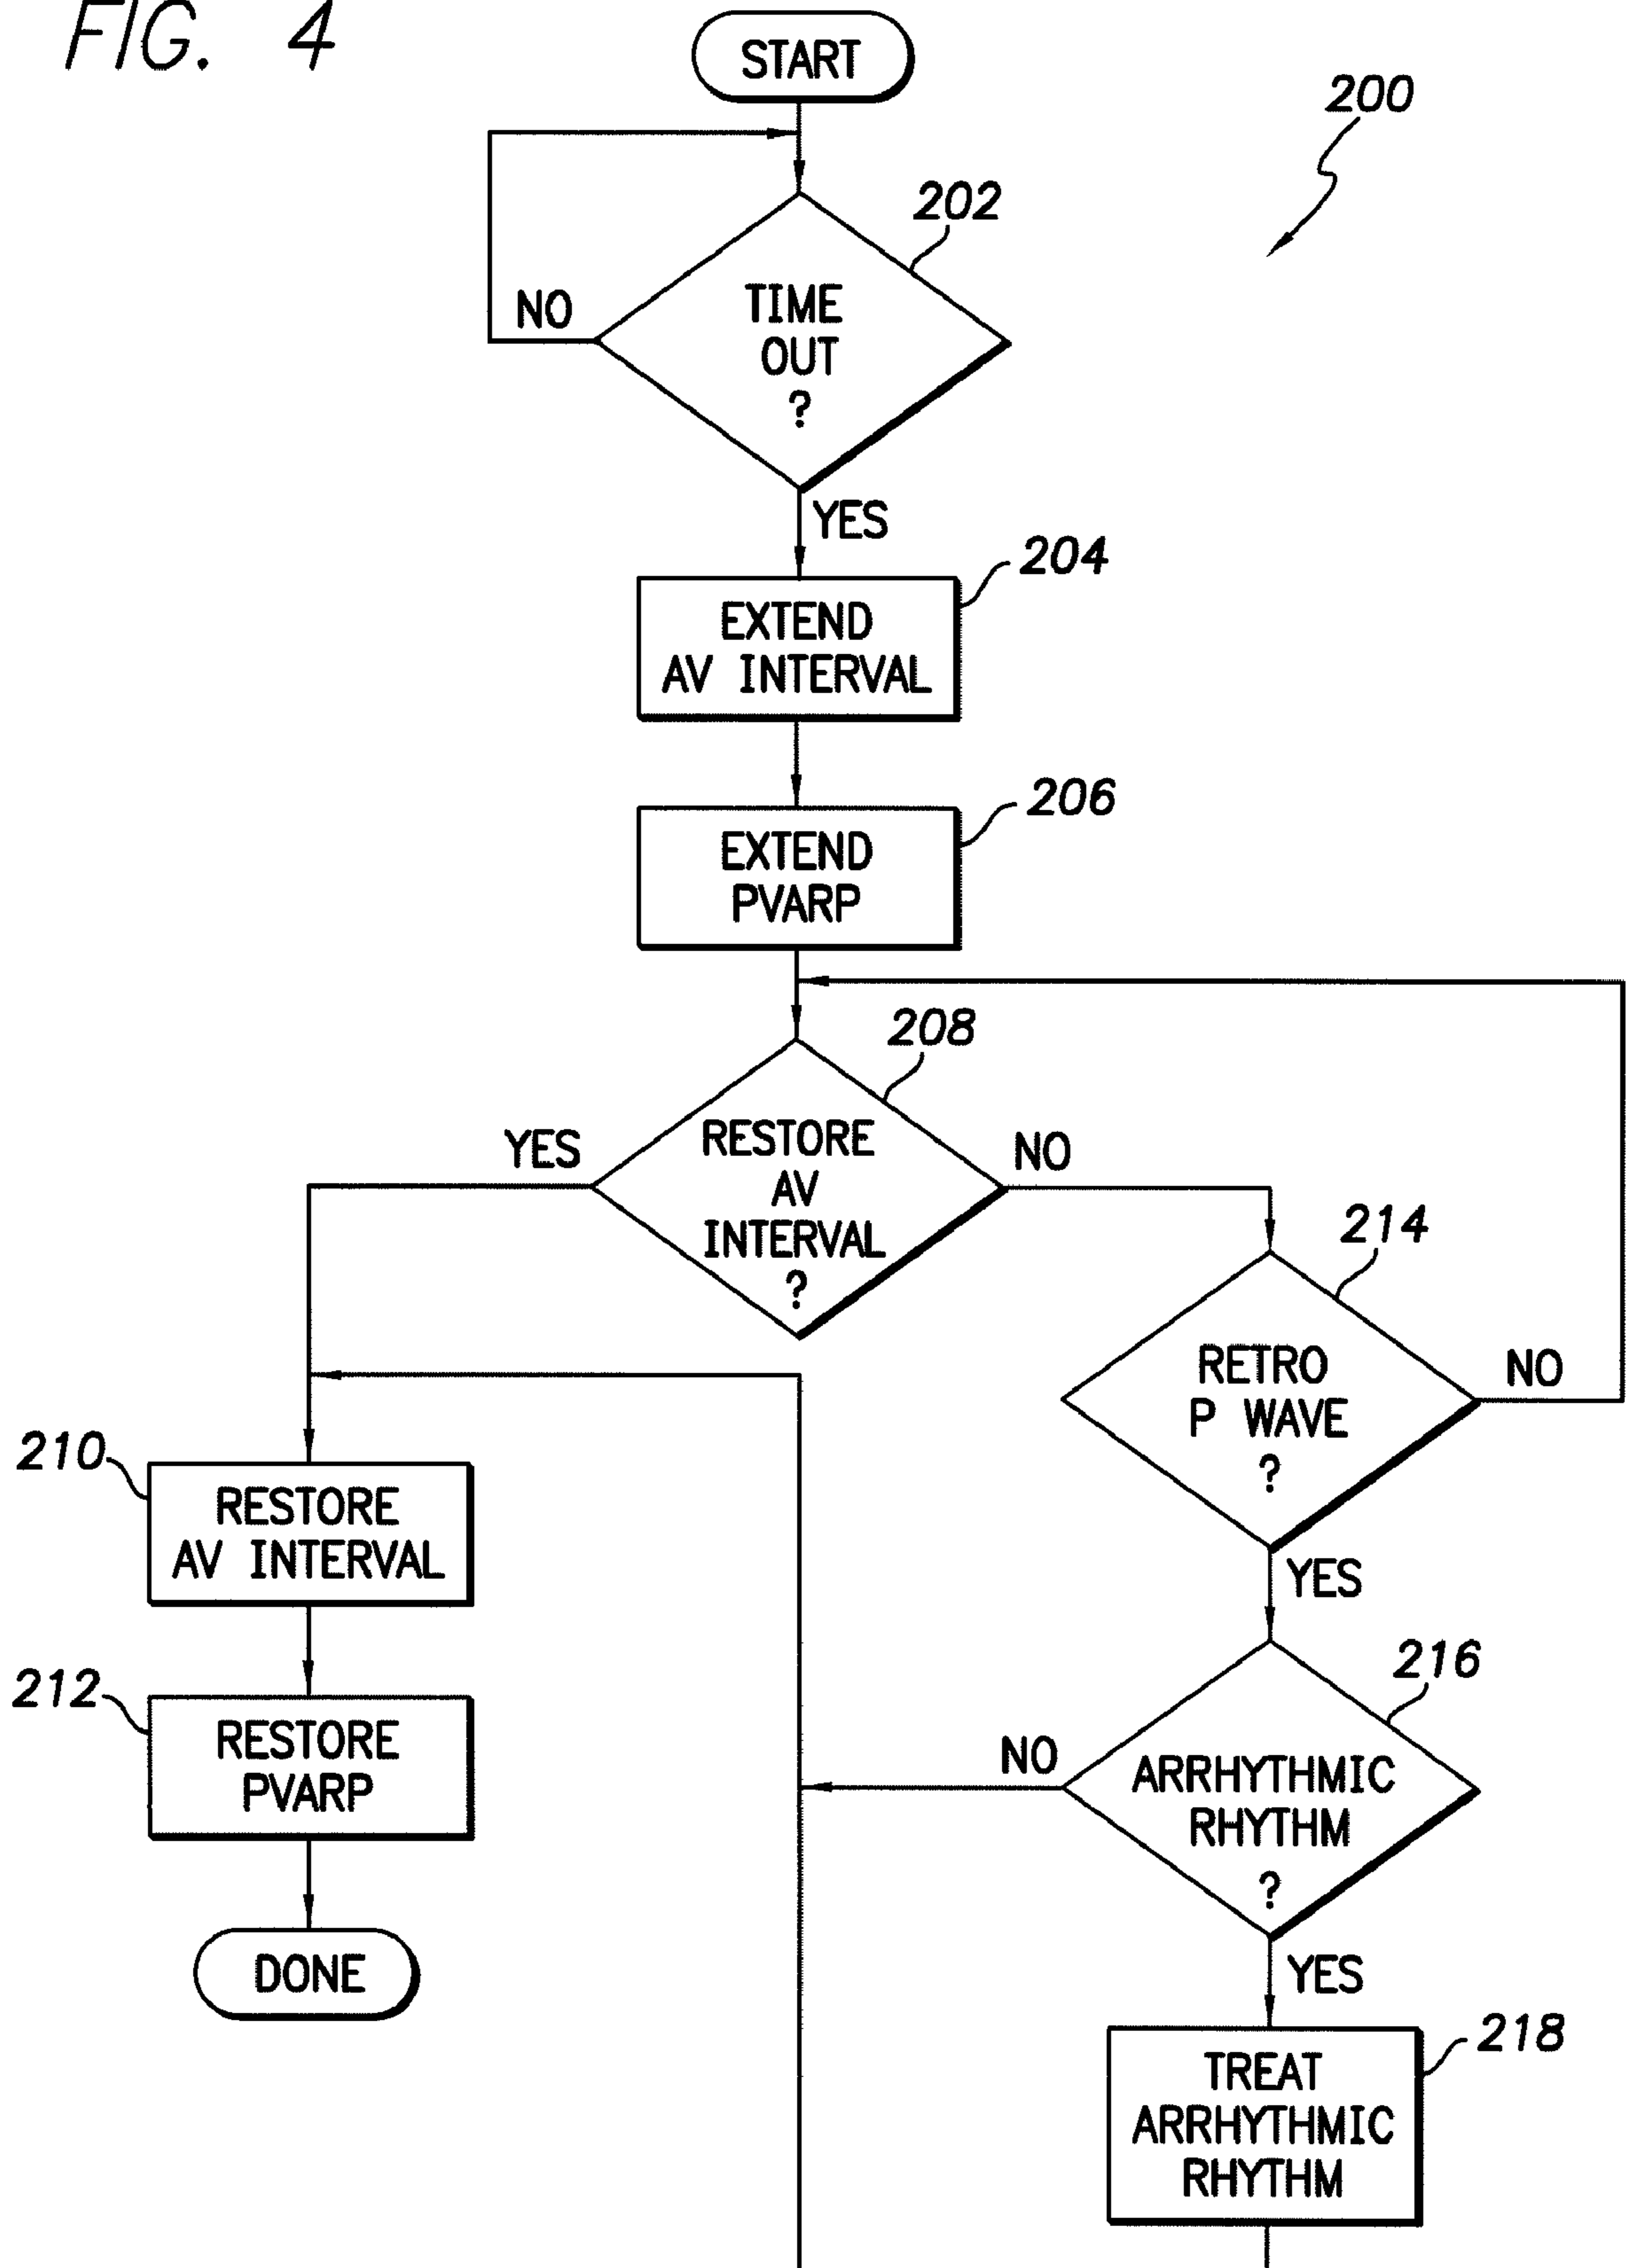 FIG. 4
START
200
202
NO
TIME
OUT
?
YES
204
EXTEND
AV INTERVAL
206
EXTEND
PVARP
208
YES
RESTORE
AV
INTERVAL
?
NO
214
RETRO
P WAVE
?
NO
210
RESTORE
AV INTERVAL
YES
216
212
RESTORE
PVARP
NO
ARRHYTHMIC
RHYTHM
?
DONE
YES
218
TREAT
ARRHYTHMIC
RHYTHM